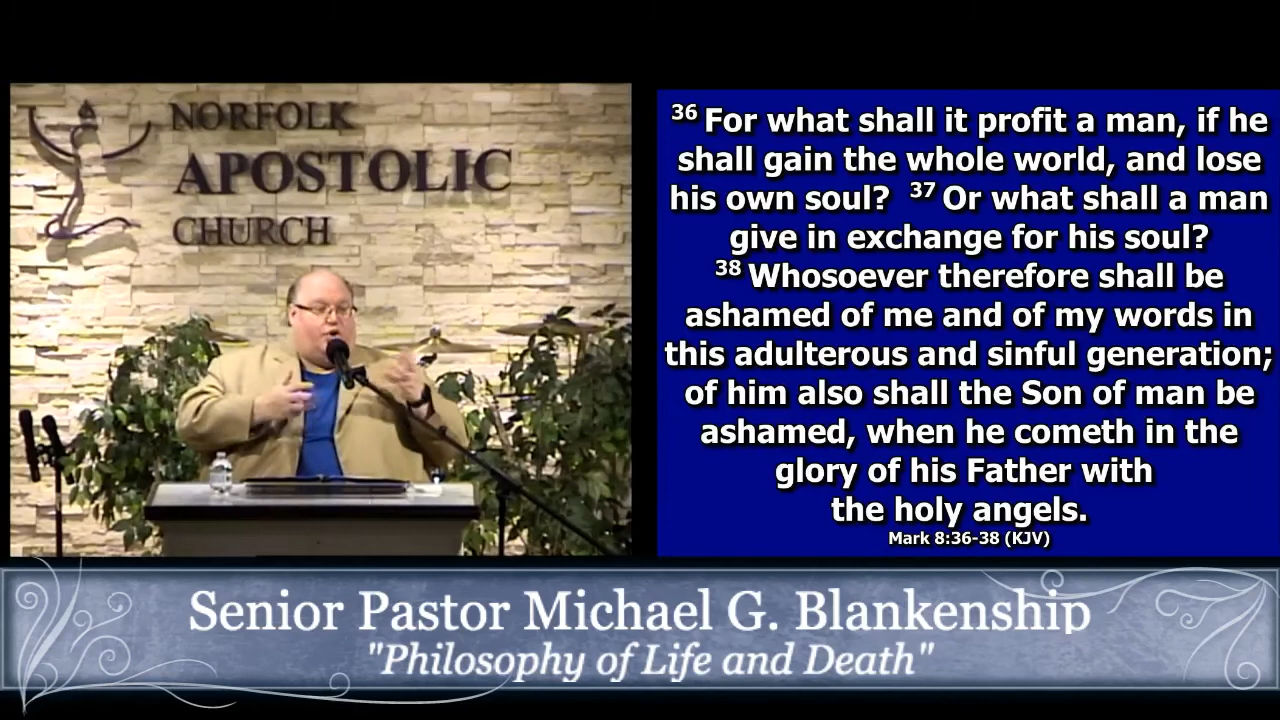 NORFOLK
APOSTOLIC
CHURCH
36 For what shall it profit a man, if he
shall gain the whole world, and lose
his own soul? 37 Or what shall a man
give in exchange for his soul?
38 Whosoever therefore shall be
ashamed of me and of my words in
this adulterous and sinful generation;
of him also shall the Son of man be
ashamed, when he cometh in the
glory of his Father with
the holy angels.
Mark 8:36-38 (KJV)
Senior Pastor Michael G. Blankenship
"Philosophy of Life and Death"